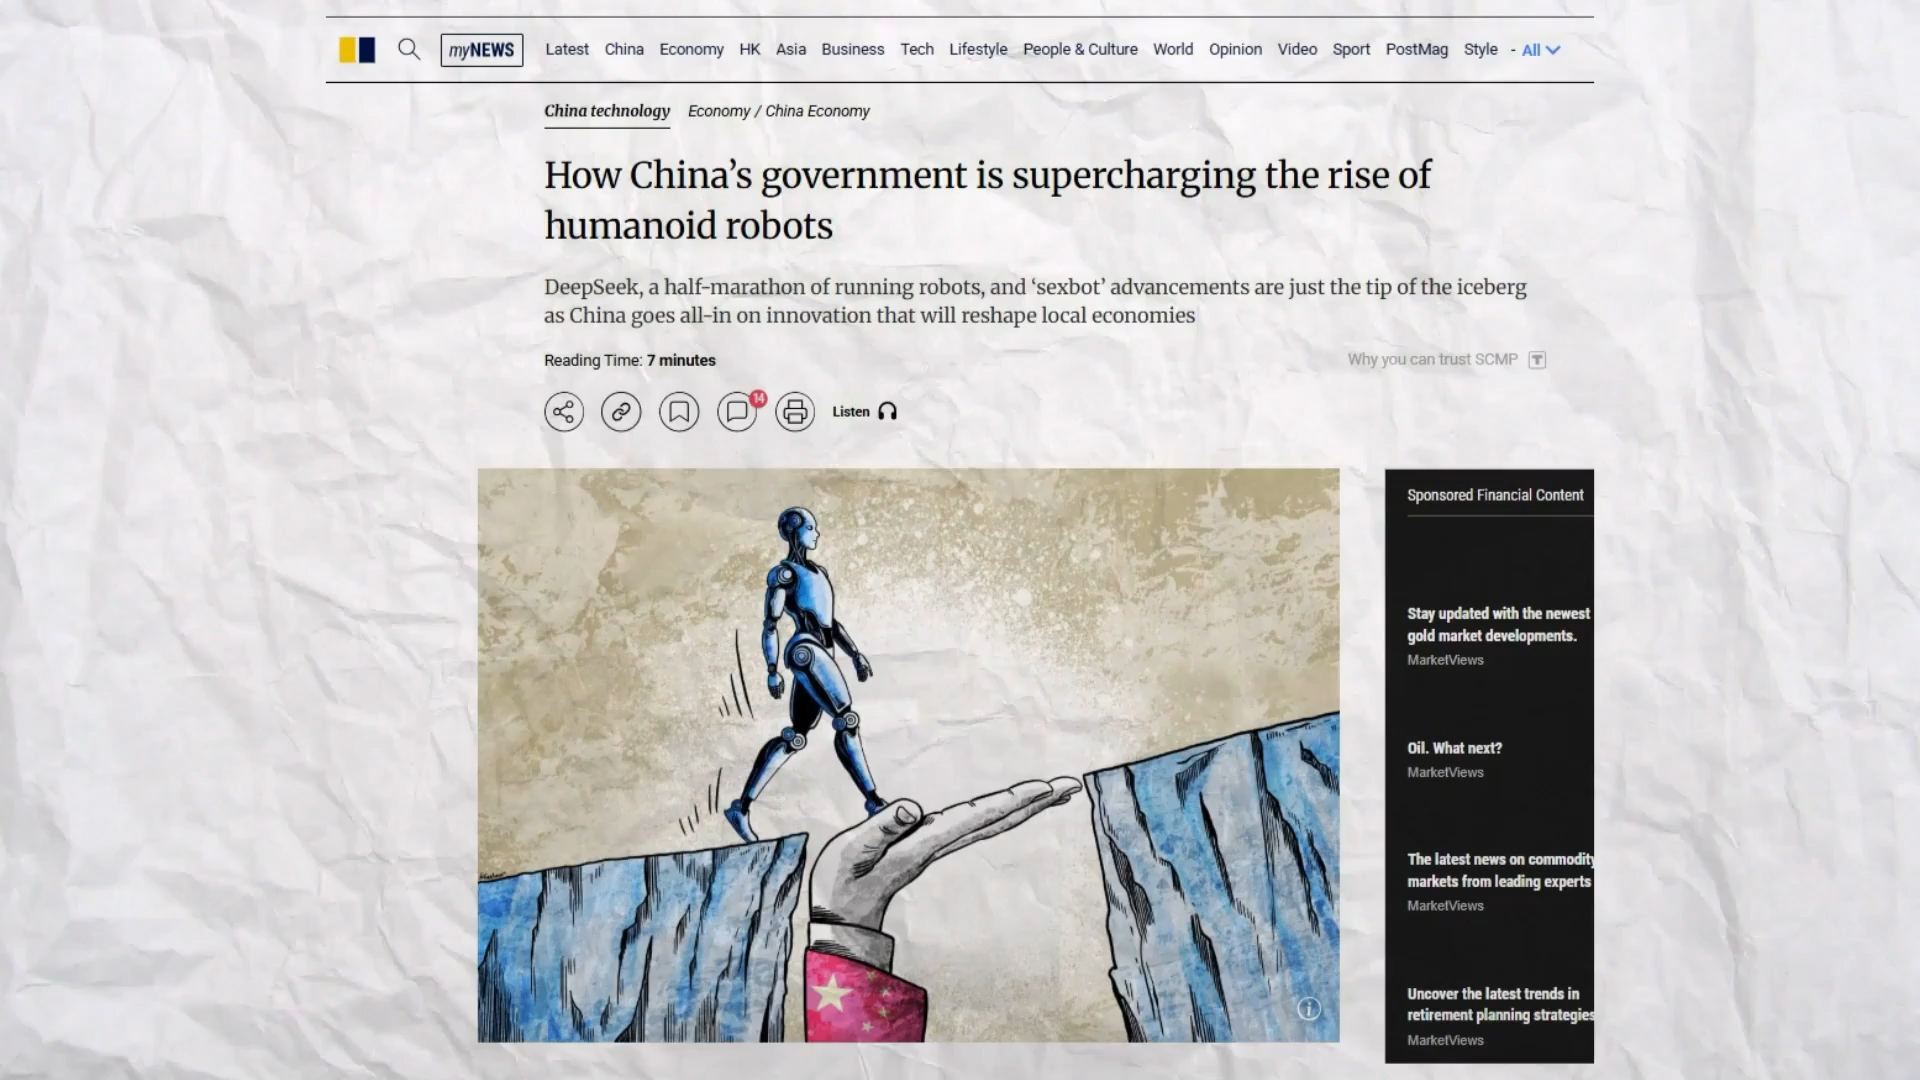 myNEWS Latest China Economy HK Asia Business Tech Lifestyle People & Culture World Opinion Video Sport PostMag Style - All
China technology Economy / China Economy
How China’s government is supercharging the rise of
humanoid robots
DeepSeek, a half-marathon of running robots, and ‘sexbot’ advancements are just the tip of the iceberg
as China goes all-in on innovation that will reshape local economies
Reading Time: 7 minutes
Why you can trust SCMP
14
Listen
Sponsored Financial Content
Stay updated with the newest
gold market developments.
MarketViews
Oil. What next?
MarketViews
The latest news on commodity
markets from leading experts
MarketViews
Uncover the latest trends in
retirement planning strategies
MarketViews